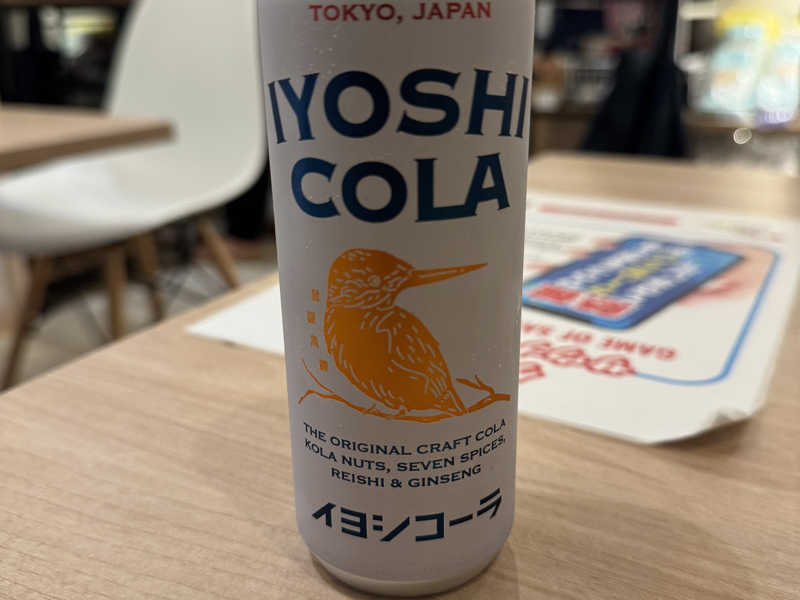 TOKYO, JAPAN
IYOSHI
COLA
THE ORIGINAL CRAFT COLA
KOLA NUTS, SEVEN SPICES,
REISHI & GINSENG
イヨシコーラ
GAME OF